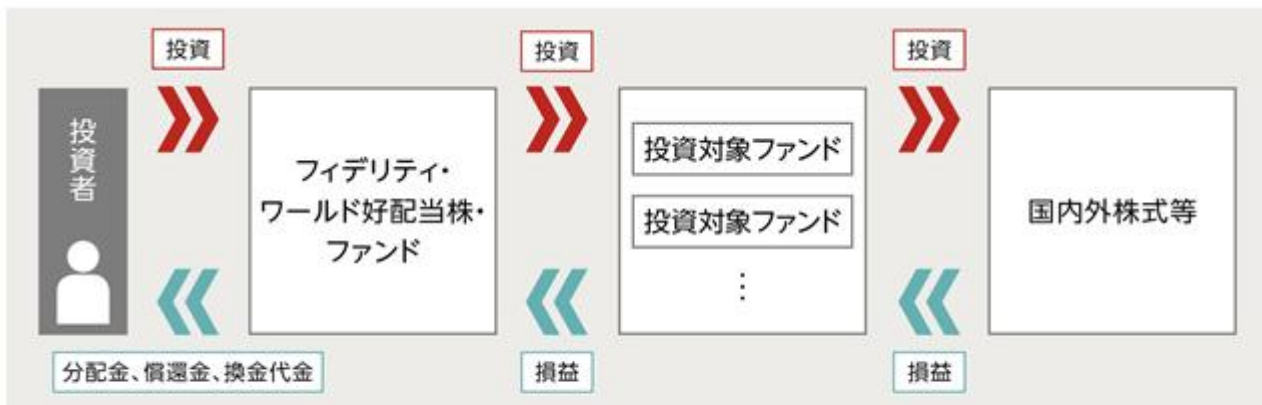 投資
投資
投資
投資者
フィデリティ・
ワールド好配当株・
ファンド
投資対象ファンド
投資対象ファンド
⋮
国内外株式等
分配金、償還金、換金代金
損益
損益